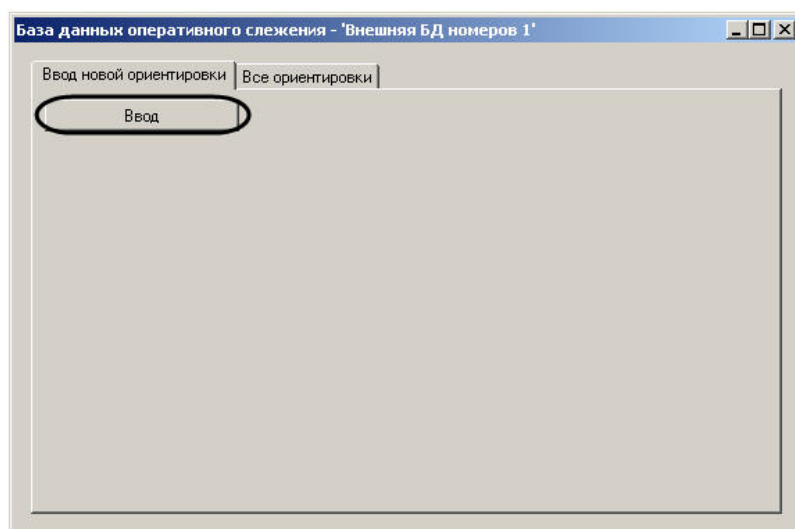 База данных оперативного слежения - 'Внешняя БД номеров 1'
Ввод новой ориентировки
Все ориентировки
Ввод